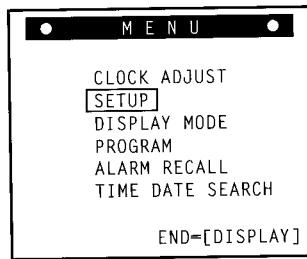 MENU
CLOCK ADJUST
SETUP
DISPLAY MODE
PROGRAM
ALARM RECALL
TIME DATE SEARCH
END=[DISPLAY]